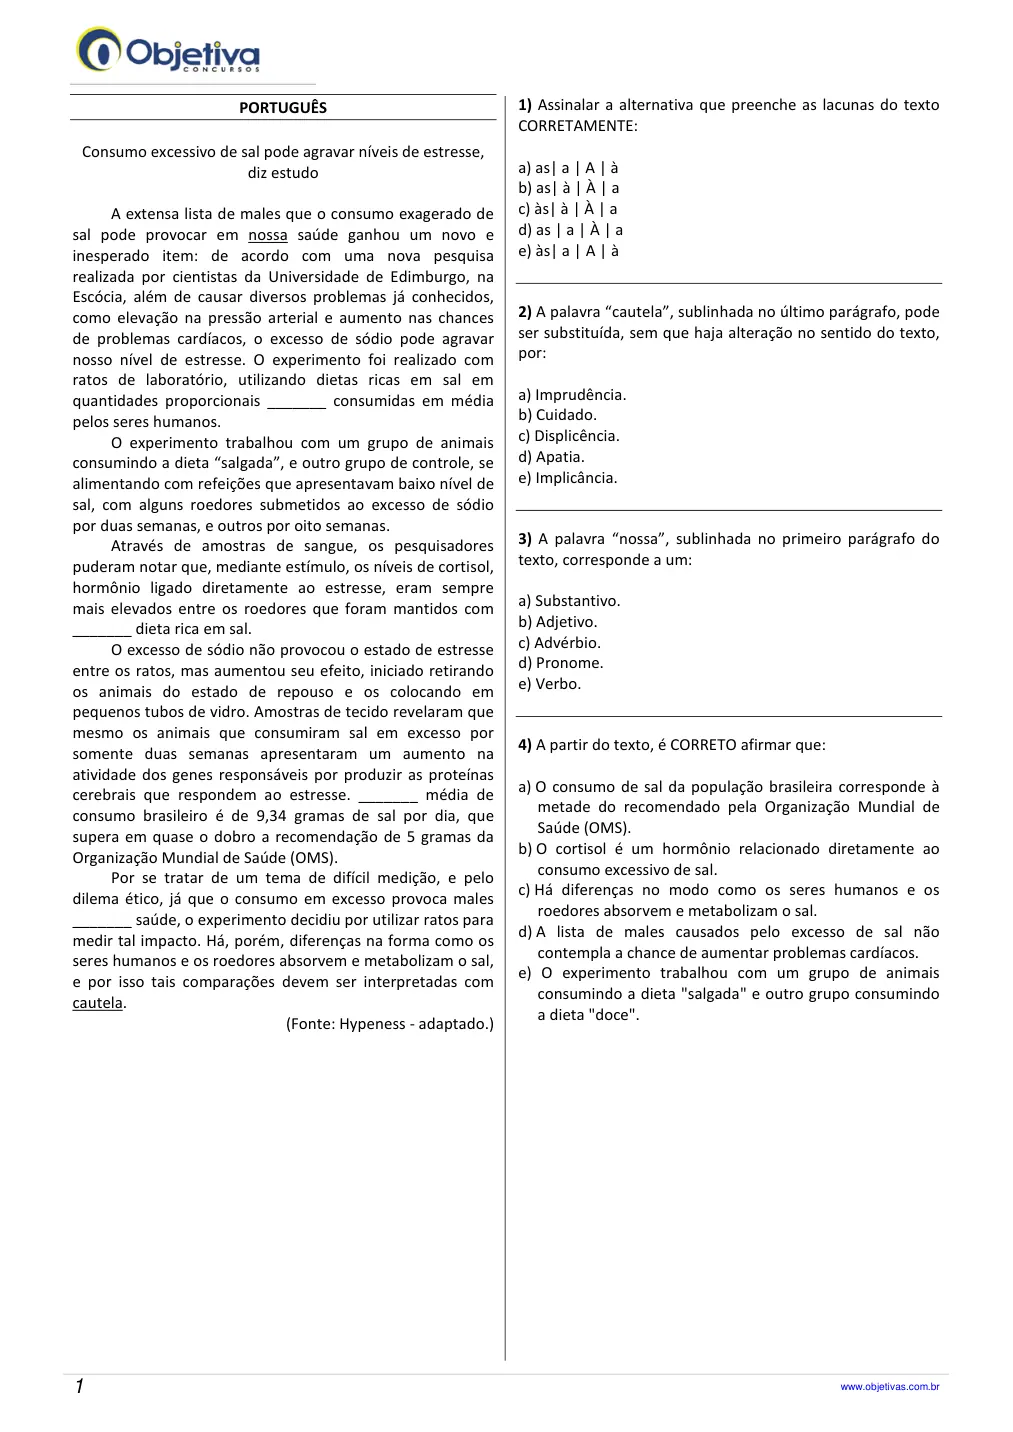 Objetiva
CONCURSOS
PORTUGUÊS
Consumo excessivo de sal pode agravar níveis de estresse,
diz estudo
A extensa lista de males que o consumo exagerado de
sal pode provocar em nossa saúde ganhou um novo e
inesperado item: de acordo com uma nova pesquisa
realizada por cientistas da Universidade de Edimburgo, na
Escócia, além de causar diversos problemas já conhecidos,
como elevação na pressão arterial e aumento nas chances
de problemas cardíacos, o excesso de sódio pode agravar
nosso nível de estresse. O experimento foi realizado com
ratos de laboratório, utilizando dietas ricas em sal em
quantidades proporcionais _______ consumidas em média
pelos seres humanos.
O experimento trabalhou com um grupo de animais
consumindo a dieta “salgada”, e outro grupo de controle, se
alimentando com refeições que apresentavam baixo nível de
sal, com alguns roedores submetidos ao excesso de sódio
por duas semanas, e outros por oito semanas.
Através de amostras de sangue, os pesquisadores
puderam notar que, mediante estímulo, os níveis de cortisol,
hormônio ligado diretamente ao estresse, eram sempre
mais elevados entre os roedores que foram mantidos com
_______ dieta rica em sal.
O excesso de sódio não provocou o estado de estresse
entre os ratos, mas aumentou seu efeito, iniciado retirando
os animais do estado de repouso e os colocando em
pequenos tubos de vidro. Amostras de tecido revelaram que
mesmo os animais que consumiram sal em excesso por
somente duas semanas apresentaram um aumento na
atividade dos genes responsáveis por produzir as proteínas
cerebrais que respondem ao estresse. _______ média de
consumo brasileiro é de 9,34 gramas de sal por dia, que
supera em quase o dobro a recomendação de 5 gramas da
Organização Mundial de Saúde (OMS).
Por se tratar de um tema de difícil medição, e pelo
dilema ético, já que o consumo em excesso provoca males
_______ saúde, o experimento decidiu por utilizar ratos para
medir tal impacto. Há, porém, diferenças na forma como os
seres humanos e os roedores absorvem e metabolizam o sal,
e por isso tais comparações devem ser interpretadas com
cautela.
(Fonte: Hypeness - adaptado.)
1) Assinalar a alternativa que preenche as lacunas do texto
CORRETAMENTE:
a) as| a | A | à
b) as| à | À | a
c) às| à | À | a
d) as | a | À | a
e) às| a | A | à
2) A palavra “cautela”, sublinhada no último parágrafo, pode
ser substituída, sem que haja alteração no sentido do texto,
por:
a) Imprudência.
b) Cuidado.
c) Displicência.
d) Apatia.
e) Implicância.
3) A palavra “nossa”, sublinhada no primeiro parágrafo do
texto, corresponde a um:
a) Substantivo.
b) Adjetivo.
c) Advérbio.
d) Pronome.
e) Verbo.
4) A partir do texto, é CORRETO afirmar que:
a) O consumo de sal da população brasileira corresponde à
metade do recomendado pela Organização Mundial de
Saúde (OMS).
b) O cortisol é um hormônio relacionado diretamente ao
consumo excessivo de sal.
c) Há diferenças no modo como os seres humanos e os
roedores absorvem e metabolizam o sal.
d) A lista de males causados pelo excesso de sal não
contempla a chance de aumentar problemas cardíacos.
e) O experimento trabalhou com um grupo de animais
consumindo a dieta "salgada" e outro grupo consumindo
a dieta "doce".
1
www.objetivas.com.br